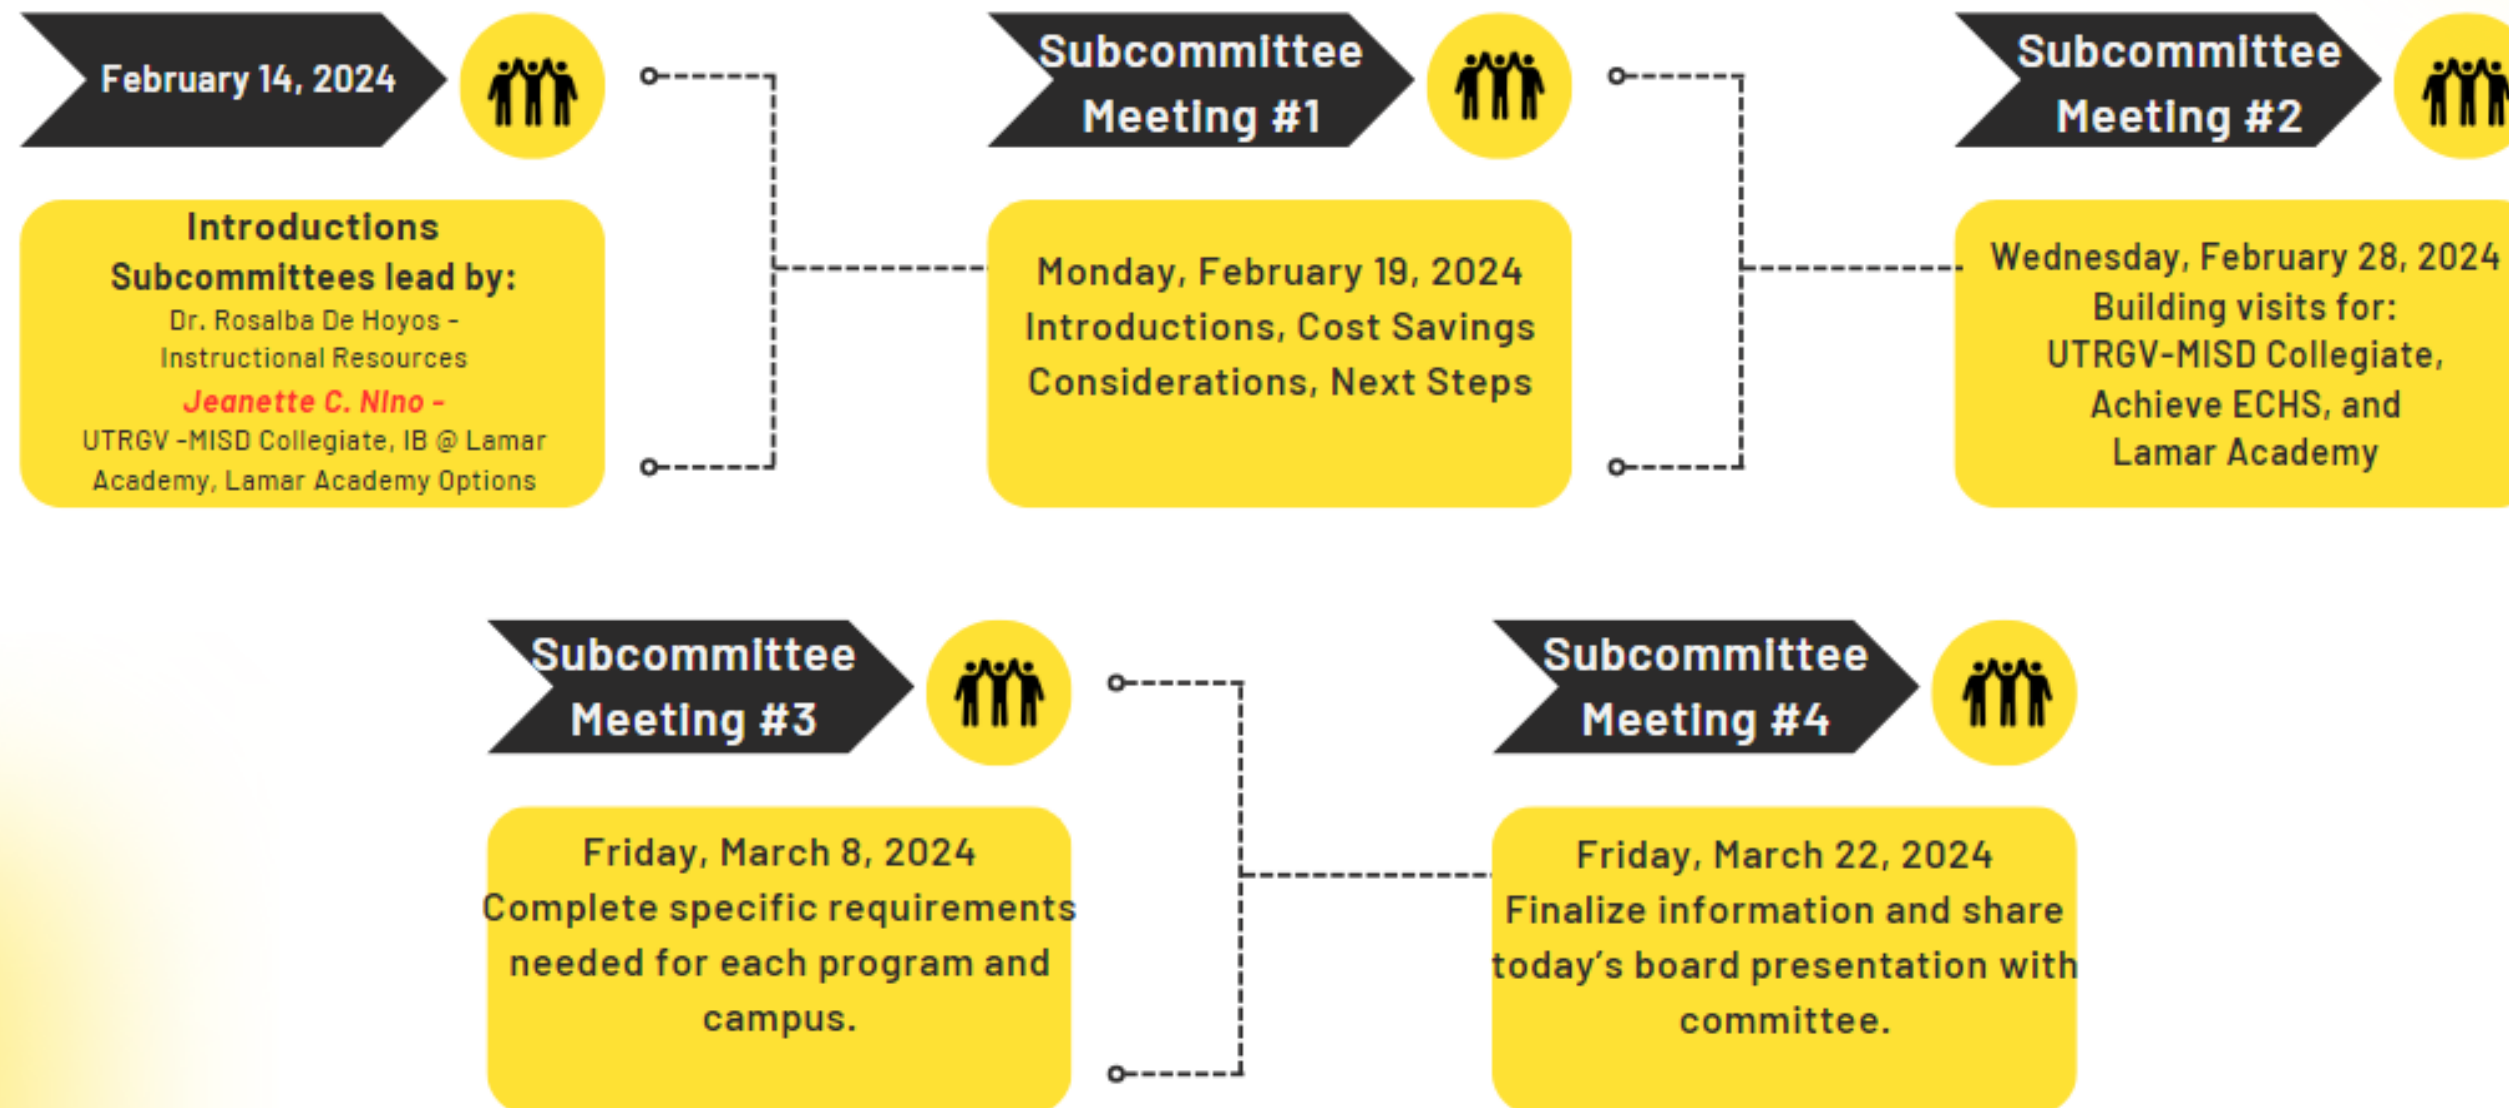 February 14, 2024
Introductions
Subcommittees lead by:
Dr. Rosalba De Hoyos -
Instructional Resources
Jeanette C. Nino -
UTRGV -MISD Collegiate, IB @ Lamar
Academy, Lamar Academy Options
Subcommittee
Meeting #1
Monday, February 19, 2024
Introductions, Cost Savings
Considerations, Next Steps
Subcommittee
Meeting #2
Wednesday, February 28, 2024
Building visits for:
UTRGV-MISD Collegiate,
Achieve ECHS, and
Lamar Academy
Subcommittee
Meeting #3
Friday, March 8, 2024
Complete specific requirements
needed for each program and
campus.
Subcommittee
Meeting #4
Friday, March 22, 2024
Finalize information and share
today's board presentation with
committee.